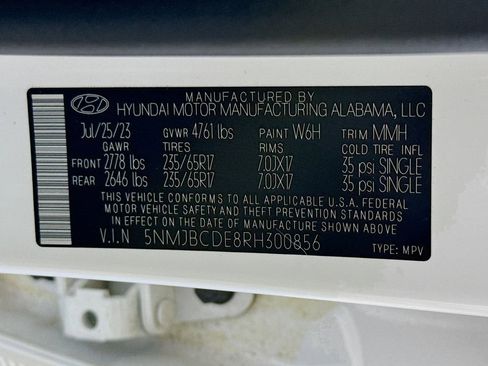 MANUFACTURED BY
HYUNDAI MOTOR MANUFACTURING ALABAMA, LLC
Jul/25/23 GVWR 4761 lbs PAINT W6H TRIM MMH
GAWR TIRES RIMS COLD TIRE INFL
FRONT 2778 lbs 235/65R17 7.0JX17 35 psi SINGLE
REAR 2646 lbs 235/65R17 7.0JX17 35 psi SINGLE
THIS VEHICLE CONFORMS TO ALL APPLICABLE U.S.A. FEDERAL
MOTOR VEHICLE SAFETY BUMPER, AND THEFT PREVENTION STANDARDS
IN EFFECT ON THE DATE OF MANUFACTURE SHOWN ABOVE.
V.I.N 5NMJBCDE8RH300856
TYPE: MPV